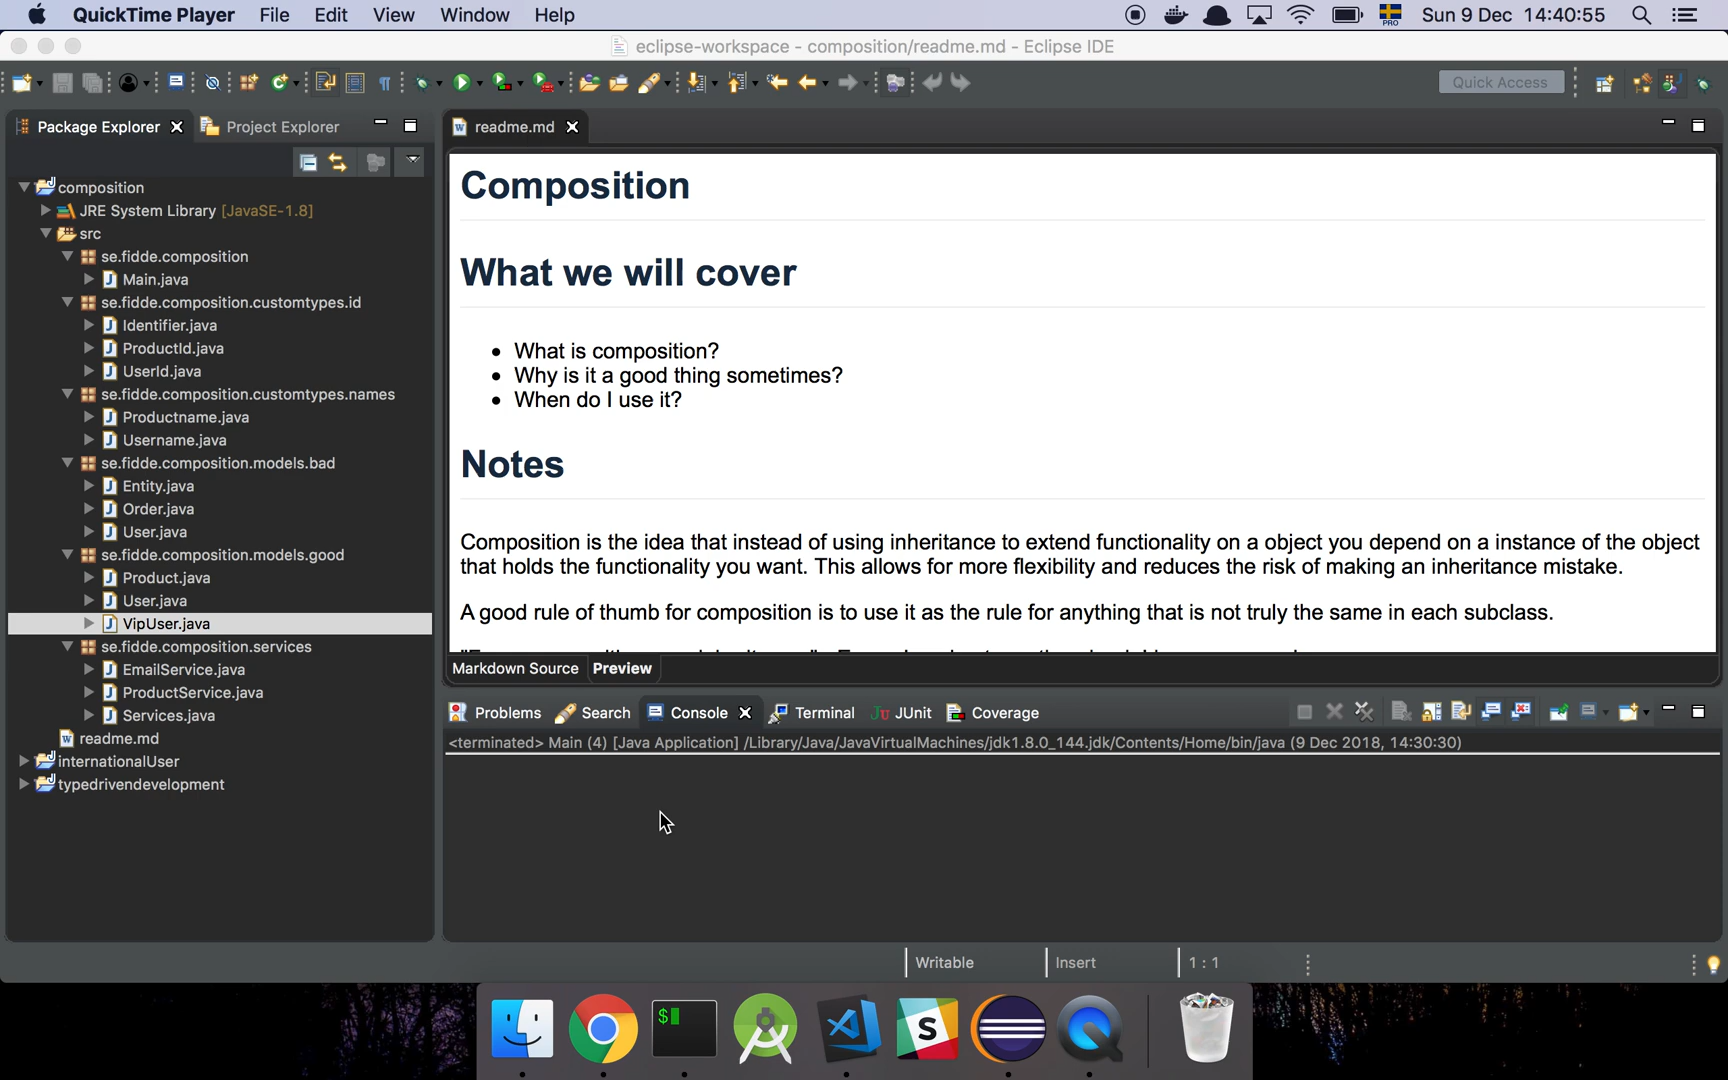 QuickTime Player File Edit View Window Help PRO Sun 9 Dec 14:40:55
eclipse-workspace - composition/readme.md - Eclipse IDE
Quick Access
Package Explorer Project Explorer
composition
JRE System Library [JavaSE-1.8]
src
se.fidde.composition
Main.java
se.fidde.composition.customtypes.id
Identifier.java
ProductId.java
UserId.java
se.fidde.composition.customtypes.names
Productname.java
Username.java
se.fidde.composition.models.bad
Entity.java
Order.java
User.java
se.fidde.composition.models.good
Product.java
User.java
VipUser.java
se.fidde.composition.services
EmailService.java
ProductService.java
Services.java
readme.md
internationalUser
typedrivendevelopment
readme.md
Composition
What we will cover
• What is composition?
• Why is it a good thing sometimes?
• When do I use it?
Notes
Composition is the idea that instead of using inheritance to extend functionality on a object you depend on a instance of the object
that holds the functionality you want. This allows for more flexibility and reduces the risk of making an inheritance mistake.
A good rule of thumb for composition is to use it as the rule for anything that is not truly the same in each subclass.
Markdown Source Preview
Problems Search Console Terminal Ju JUnit Coverage
<terminated> Main (4) [Java Application] /Library/Java/JavaVirtualMachines/jdk1.8.0_144.jdk/Contents/Home/bin/java (9 Dec 2018, 14:30:30)
Writable Insert 1 : 1
$
S